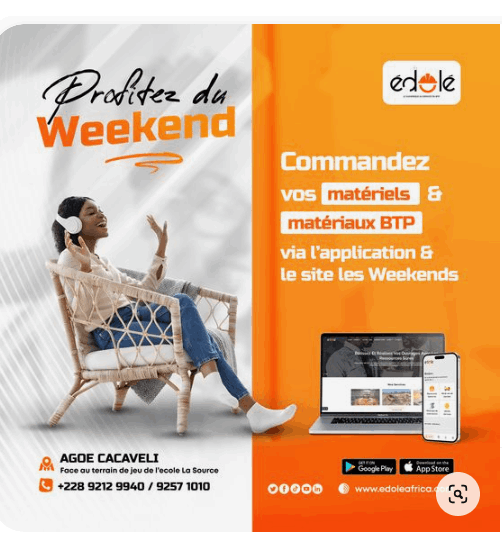 Profitez du
Weekend
édolé
Commandez
vos matériels &
matériaux BTP
via l'application &
le site les Weekends
AGOE CACAVELI
Face au terrain de jeu de l'ecole La Source
+228 9212 9940 / 9257 1010
GET IT ON
Google Play
Download on the
App Store
www.edoleafrica.